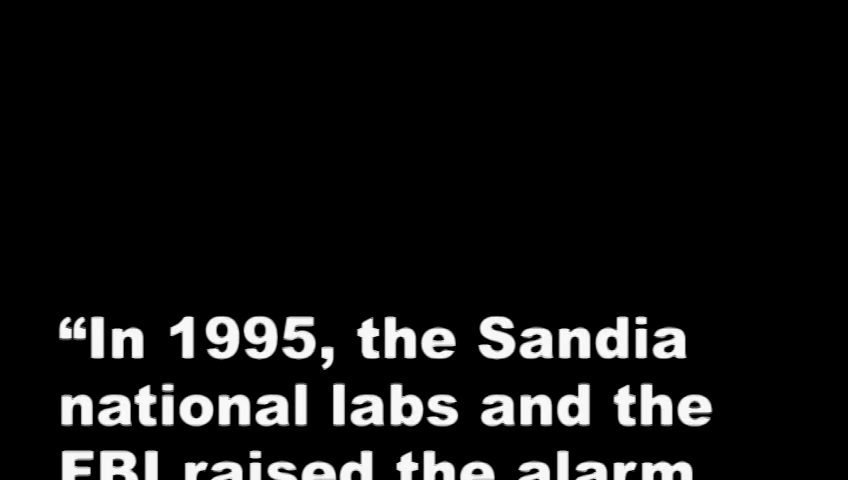 “In 1995, the Sandia
national labs and the
FBI raised the alarm